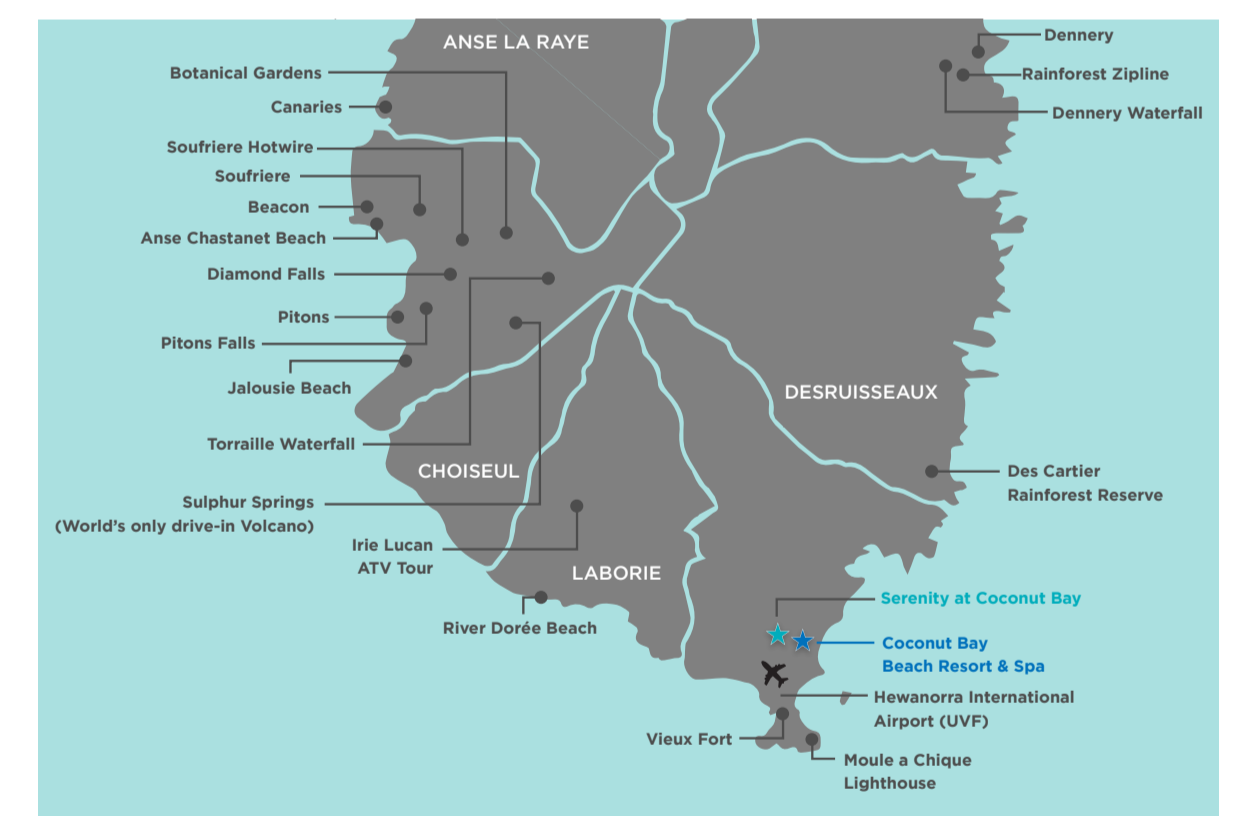 ANSE LA RAYE
Dennery
Botanical Gardens
Rainforest Zipline
Canaries
Dennery Waterfall
Soufriere Hotwire
Soufriere
Beacon
Anse Chastanet Beach
Diamond Falls
Pitons
Pitons Falls
Jalousie Beach
DESRUISSEAUX
Torraille Waterfall
CHOISEUL
Des Cartier
Rainforest Reserve
Sulphur Springs
(World's only drive-in Volcano)
Irie Lucan
ATV Tour
LABORIE
Serenity at Coconut Bay
River Dorée Beach
Coconut Bay
Beach Resort & Spa
Hewanorra International
Airport (UVF)
Vieux Fort
Moule a Chique
Lighthouse